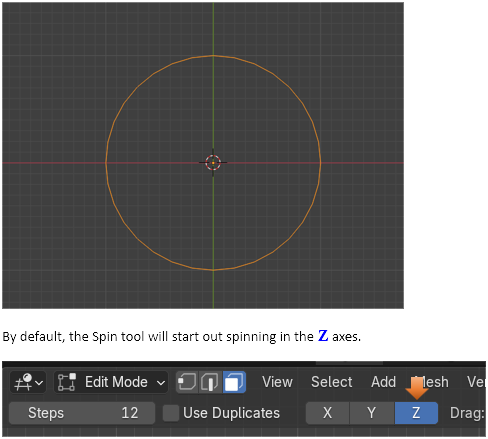 By default, the Spin tool will start out spinning in the Z axes.
Edit Mode View Select Add Mesh Ver
Steps 12 Use Duplicates X Y Z Drag: